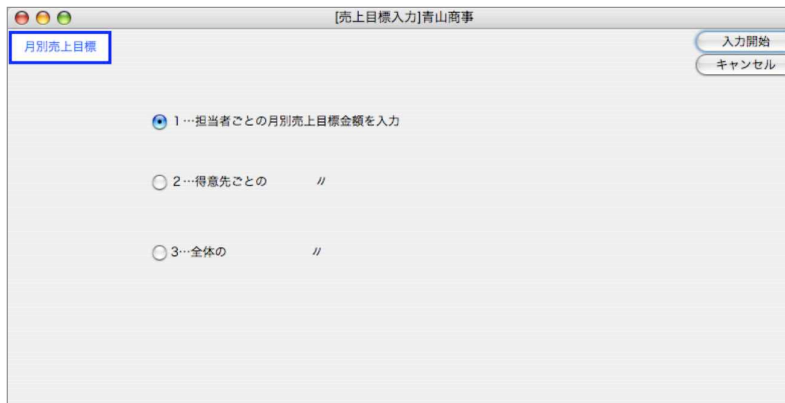 [売上目標入力]青山商事
月別売上目標
入力開始
キャンセル
1…担当者ごとの月別売上目標金額を入力
2…得意先ごとの 〃
3…全体の 〃